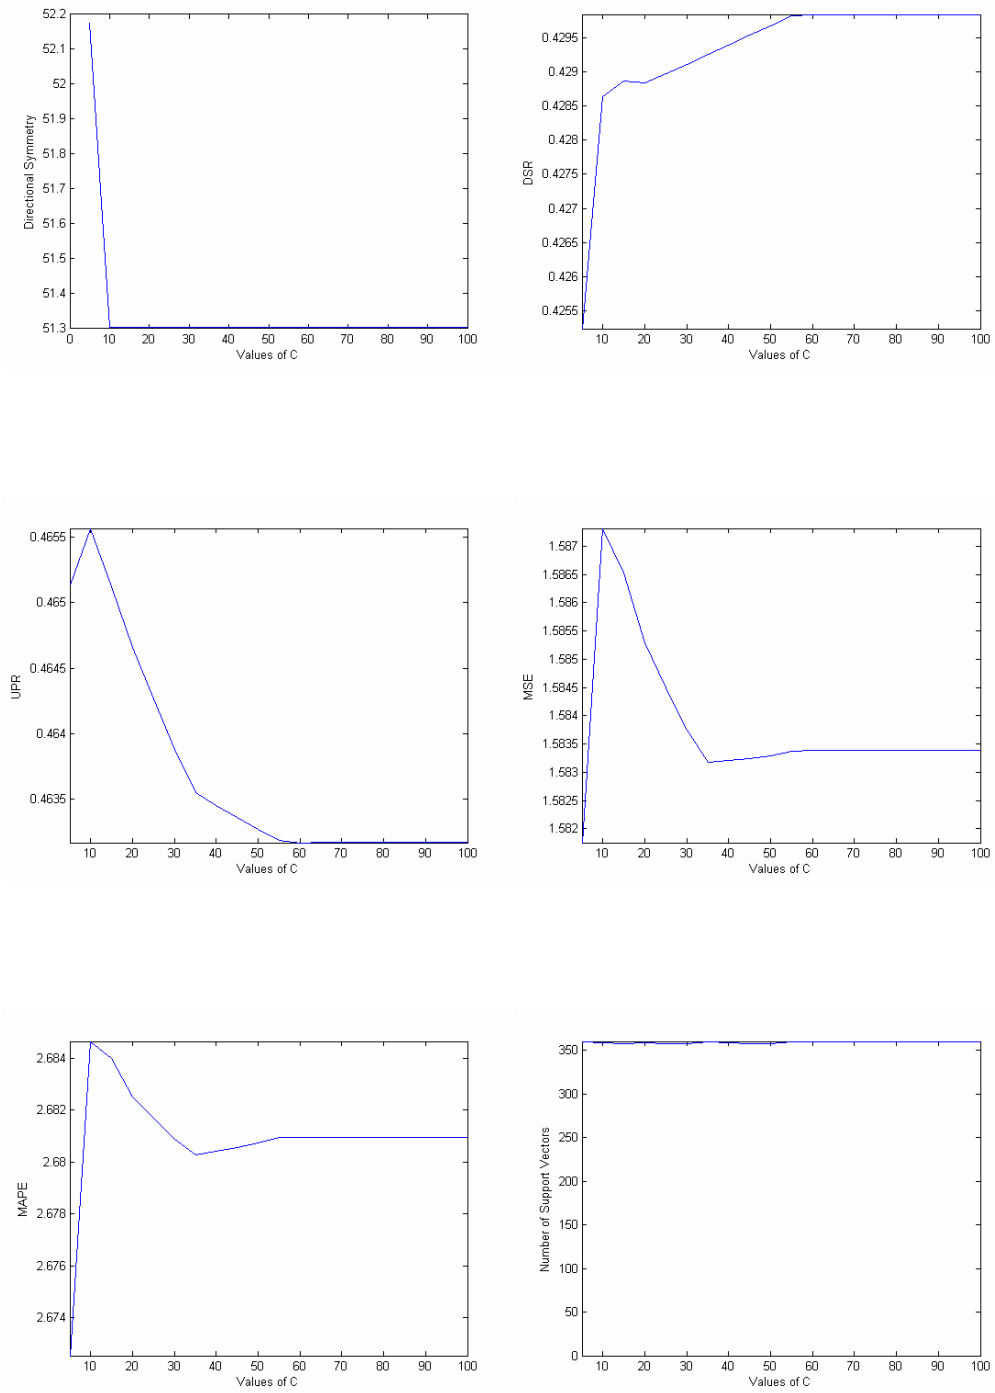 52.2
52.1
52
51.9
51.8
51.7
51.6
51.5
51.4
51.3
Directional Symmetry
0 10 20 30 40 50 60 70 80 90 100
Values of C
0.4295
0.429
0.4285
0.428
0.4275
0.427
0.4265
0.426
0.4255
DSR
10 20 30 40 50 60 70 80 90 100
Values of C
0.4655
0.465
0.4645
0.464
0.4635
UPR
10 20 30 40 50 60 70 80 90 100
Values of C
1.587
1.5865
1.586
1.5855
1.585
1.5845
1.584
1.5835
1.583
1.5825
1.582
MSE
10 20 30 40 50 60 70 80 90 100
Values of C
2.684
2.682
2.68
2.678
2.676
2.674
MAPE
10 20 30 40 50 60 70 80 90 100
Values of C
350
300
250
200
150
100
50
0
Number of Support Vectors
10 20 30 40 50 60 70 80 90 100
Values of C